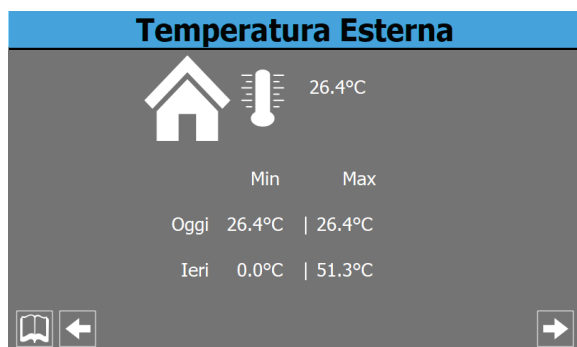 Temperatura Esterna
26.4°C
Min Max
Oggi 26.4°C | 26.4°C
Ieri 0.0°C | 51.3°C